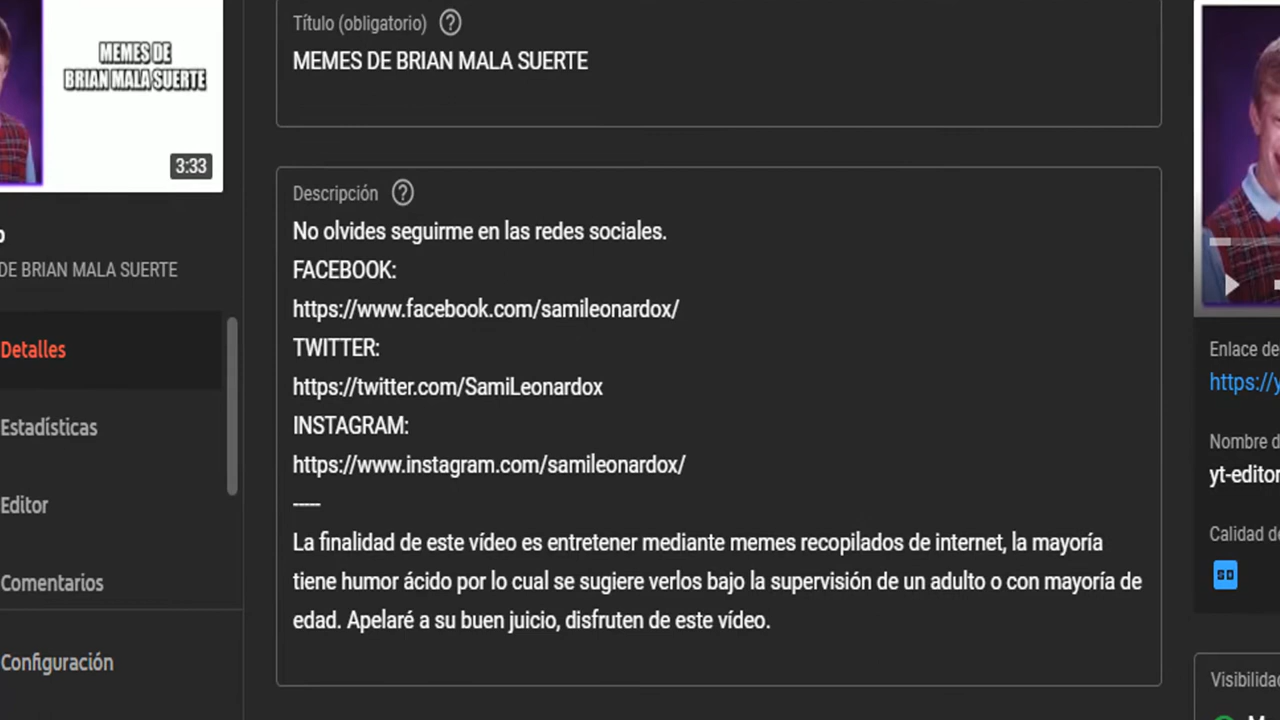 MEMES DE
BRIAN MALA SUERTE
3:33
DE BRIAN MALA SUERTE
Detalles
Estadísticas
Editor
Comentarios
Configuración
Título (obligatorio) ?
MEMES DE BRIAN MALA SUERTE
Descripción ?
No olvides seguirme en las redes sociales.
FACEBOOK:
https://www.facebook.com/samileonardox/
TWITTER:
https://twitter.com/SamiLeonardox
INSTAGRAM:
https://www.instagram.com/samileonardox/
-----
La finalidad de este vídeo es entretener mediante memes recopilados de internet, la mayoría
tiene humor ácido por lo cual se sugiere verlos bajo la supervisión de un adulto o con mayoría de
edad. Apelaré a su buen juicio, disfruten de este vídeo.
Enlace de
https://y
Nombre d
yt-editor
Calidad de
SD
Visibilidad